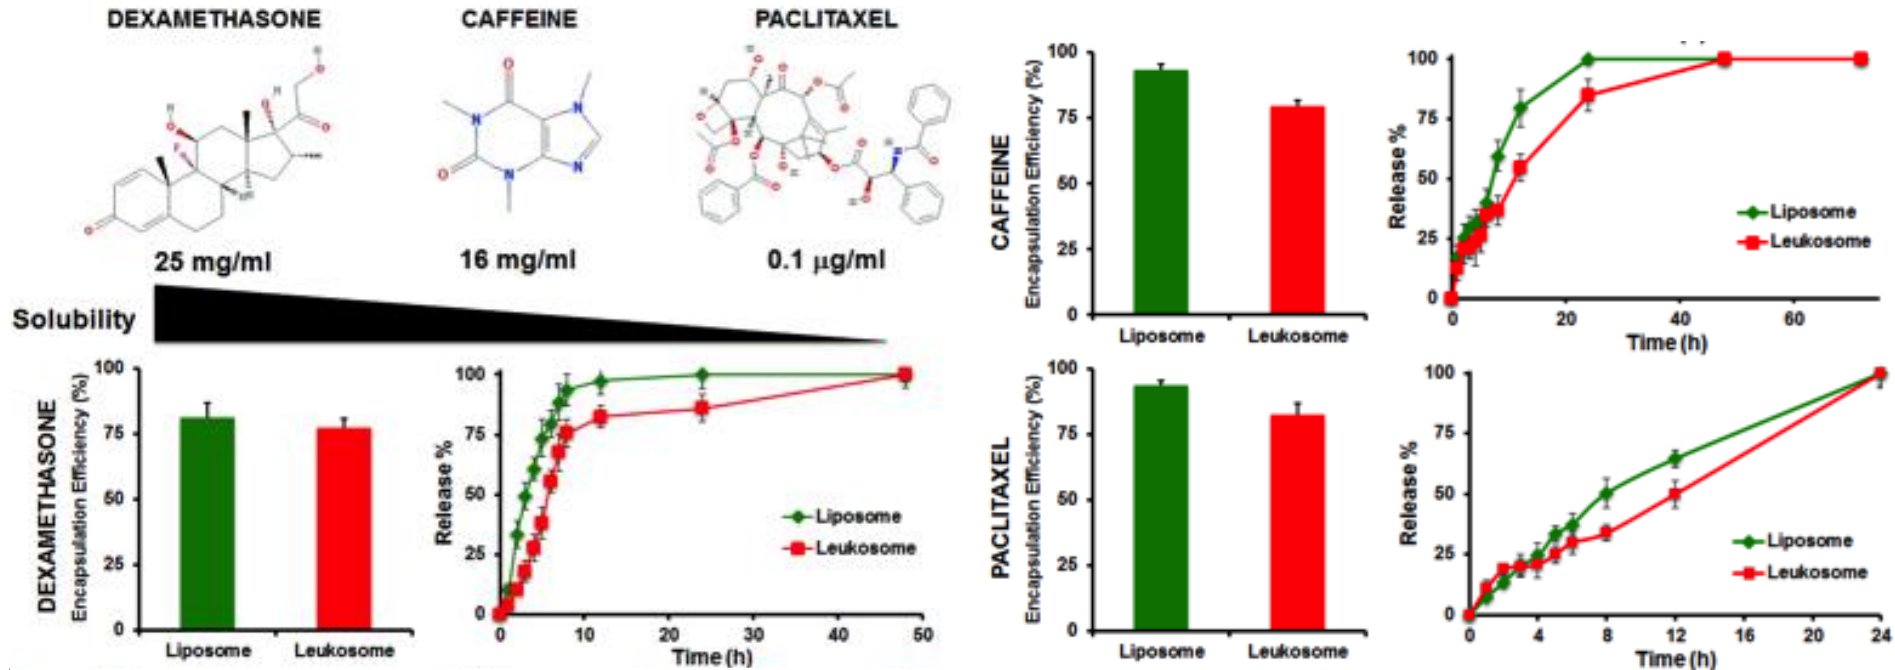 DEXAMETHASONE
CAFFEINE
PACLITAXEL
25 mg/ml
16 mg/ml
0.1 μg/ml
Solubility
DEXAMETHASONE
Encapsulation Efficiency (%)
100
75
50
25
0
Liposome
Leukosome
Release %
100
75
50
25
0
Liposome
Leukosome
0
10
20
30
40
50
Time (h)
CAFFEINE
Encapsulation Efficiency (%)
100
75
50
25
0
Liposome
Leukosome
Release %
100
75
50
25
0
Liposome
Leukosome
0
20
40
60
Time (h)
PACLITAXEL
Encapsulation Efficiency (%)
100
75
50
25
0
Liposome
Leukosome
Release %
100
75
50
25
0
Liposome
Leukosome
0
4
8
12
16
20
24
Time (h)